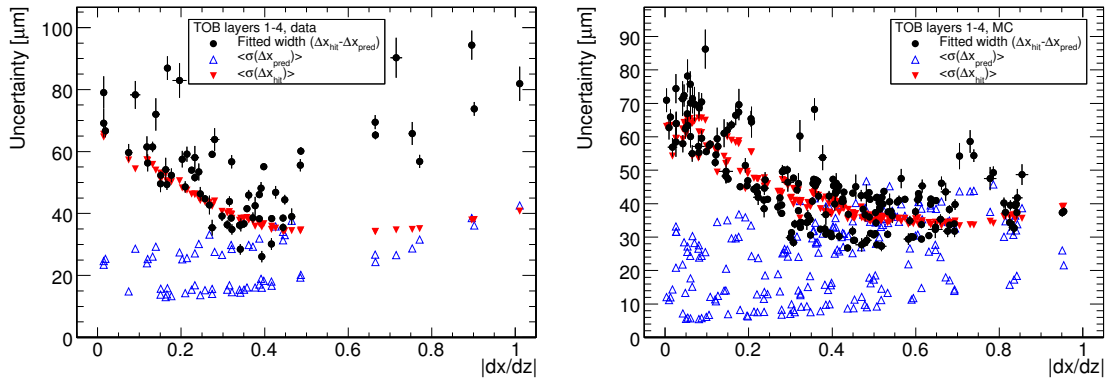 Uncertainty [μm]
100
80
60
40
20
0
TOB layers 1-4, data
Fitted width (Δx_hit-Δx_pred)
<σ(Δx_pred)>
<σ(Δx_hit)>
0 0.2 0.4 0.6 0.8 1
|dx/dz|
Uncertainty [μm]
90
80
70
60
50
40
30
20
10
0
TOB layers 1-4, MC
Fitted width (Δx_hit-Δx_pred)
<σ(Δx_pred)>
<σ(Δx_hit)>
0 0.2 0.4 0.6 0.8 1
|dx/dz|